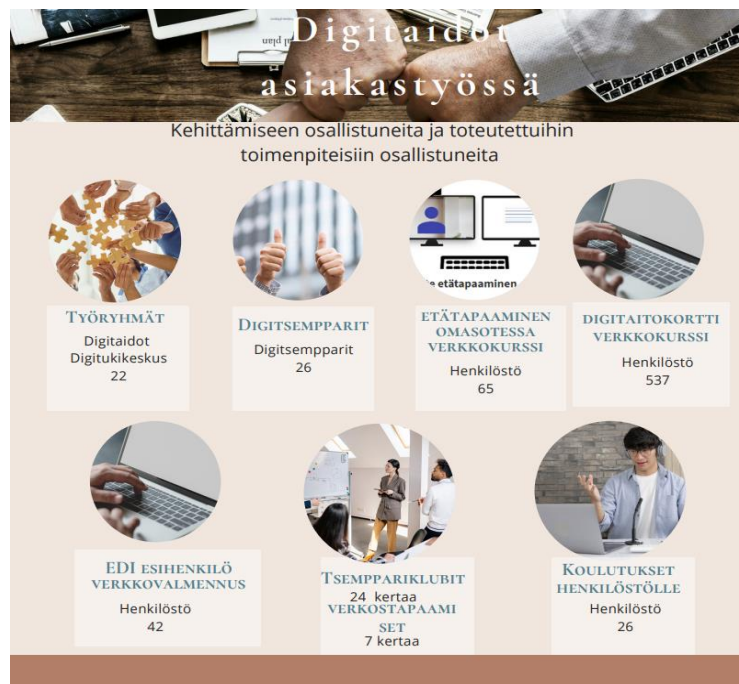 Digitaidot
asiakastyössä
Kehittämiseen osallistuneita ja toteutettuihin
toimenpiteisiin osallistuneita
etätapaaminen
TYÖRYHMÄT
Digitaidot
Digitukikeskus
22
DIGITSEMPPARIT
Digitsempparit
26
ETÄTAPAAMINEN
OMASOTESSA
VERKKOKURSSI
Henkilöstö
65
DIGITAITOKORTTI
VERKKOKURSSI
Henkilöstö
537
EDI ESIHENKILÖ
VERKKOVALMENNUS
Henkilöstö
42
TSEMPPARIKLUBIT
24 kertaa
VERKOSTAPAAMI
SET
7 kertaa
KOULUTUKSET
HENKILÖSTÖLLE
Henkilöstö
26